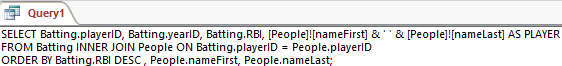 Query1
SELECT Batting.playerID, Batting.yearID, Batting.RBI, [People]![nameFirst] & ' ' & [People]![nameLast] AS PLAYER
FROM Batting INNER JOIN People ON Batting.playerID = People.playerID
ORDER BY Batting.RBI DESC , People.nameFirst, People.nameLast;